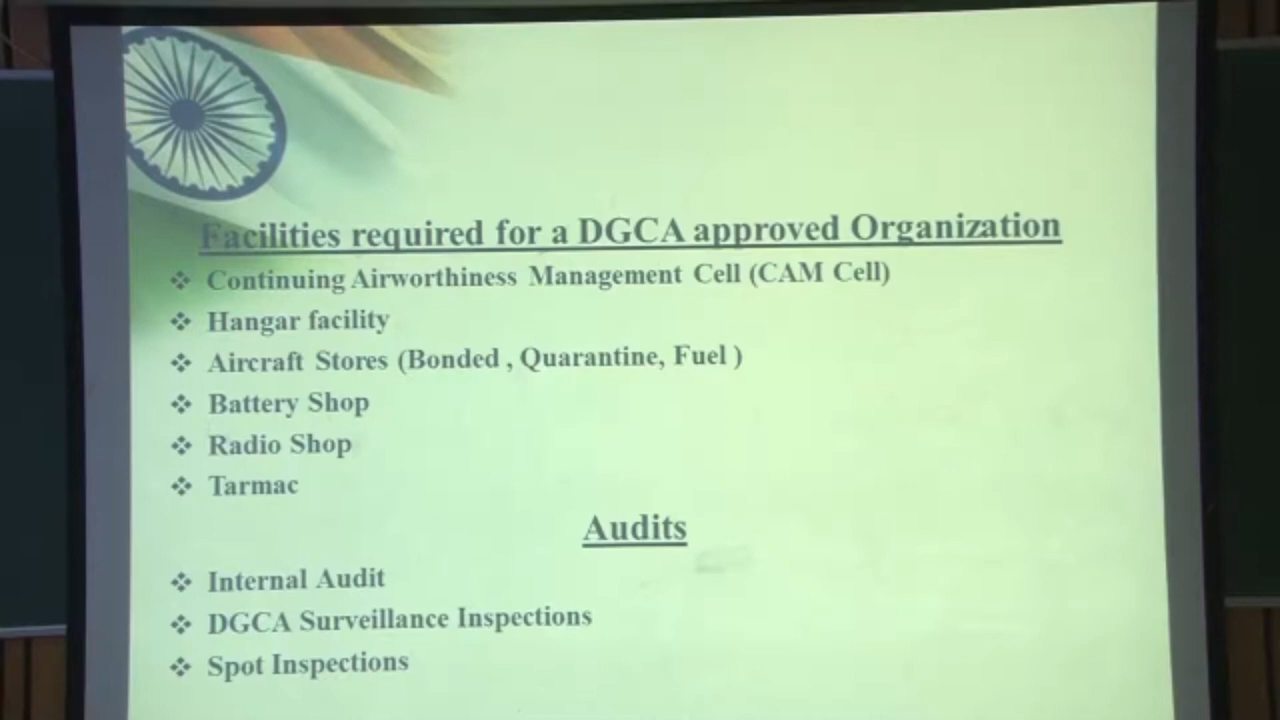 Facilities required for a DGCA approved Organization
❖ Continuing Airworthiness Management Cell (CAM Cell)
❖ Hangar facility
❖ Aircraft Stores (Bonded , Quarantine, Fuel )
❖ Battery Shop
❖ Radio Shop
❖ Tarmac
Audits
❖ Internal Audit
❖ DGCA Surveillance Inspections
❖ Spot Inspections